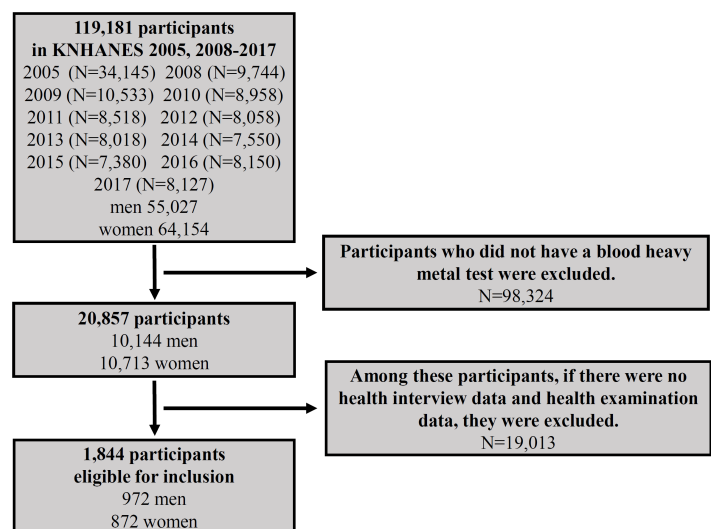 119,181 participants
in KNHANES 2005, 2008-2017
2005 (N=34,145) 2008 (N=9,744)
2009 (N=10,533) 2010 (N=8,958)
2011 (N=8,518) 2012 (N=8,058)
2013 (N=8,018) 2014 (N=7,550)
2015 (N=7,380) 2016 (N=8,150)
2017 (N=8,127)
men 55,027
women 64,154
Participants who did not have a blood heavy
metal test were excluded.
N=98,324
20,857 participants
10,144 men
10,713 women
Among these participants, if there were no
health interview data and health examination
data, they were excluded.
N=19,013
1,844 participants
eligible for inclusion
972 men
872 women